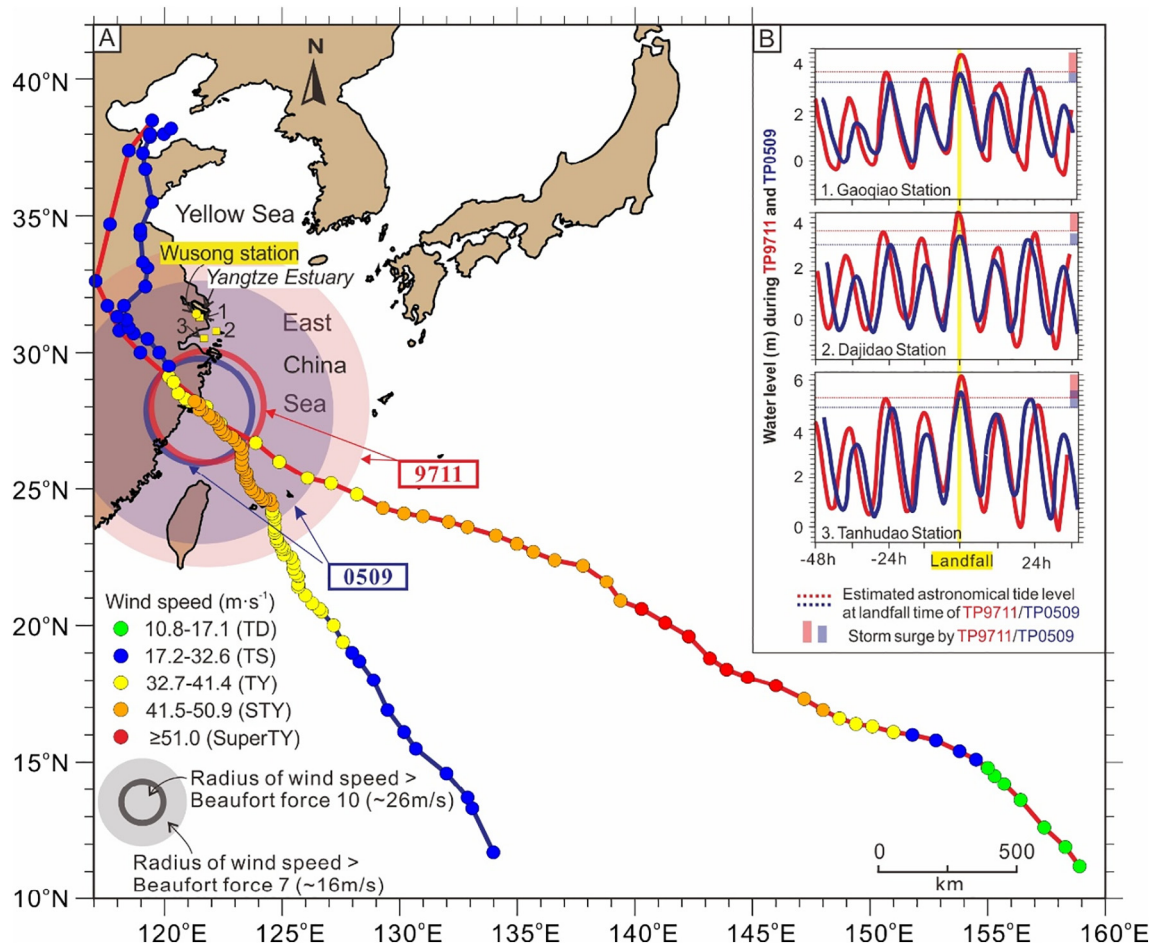 A
N
40°N
35°N
30°N
25°N
20°N
15°N
10°N
120°E
125°E
130°E
135°E
140°E
145°E
150°E
155°E
160°E
Yellow Sea
Wusong station
Yangtze Estuary
1
2
3
East
China
Sea
9711
0509
Wind speed (m·s⁻¹)
10.8-17.1 (TD)
17.2-32.6 (TS)
32.7-41.4 (TY)
41.5-50.9 (STY)
≥51.0 (SuperTY)
Radius of wind speed >
Beaufort force 10 (~26m/s)
Radius of wind speed >
Beaufort force 7 (~16m/s)
0 500
km
B
Water level (m) during TP9711 and TP0509
4
2
0
1. Gaoqiao Station
4
2
0
2. Dajidao Station
6
4
2
0
3. Tanhudao Station
-48h -24h Landfall 24h
Estimated astronomical tide level
at landfall time of TP9711/TP0509
Storm surge by TP9711/TP0509